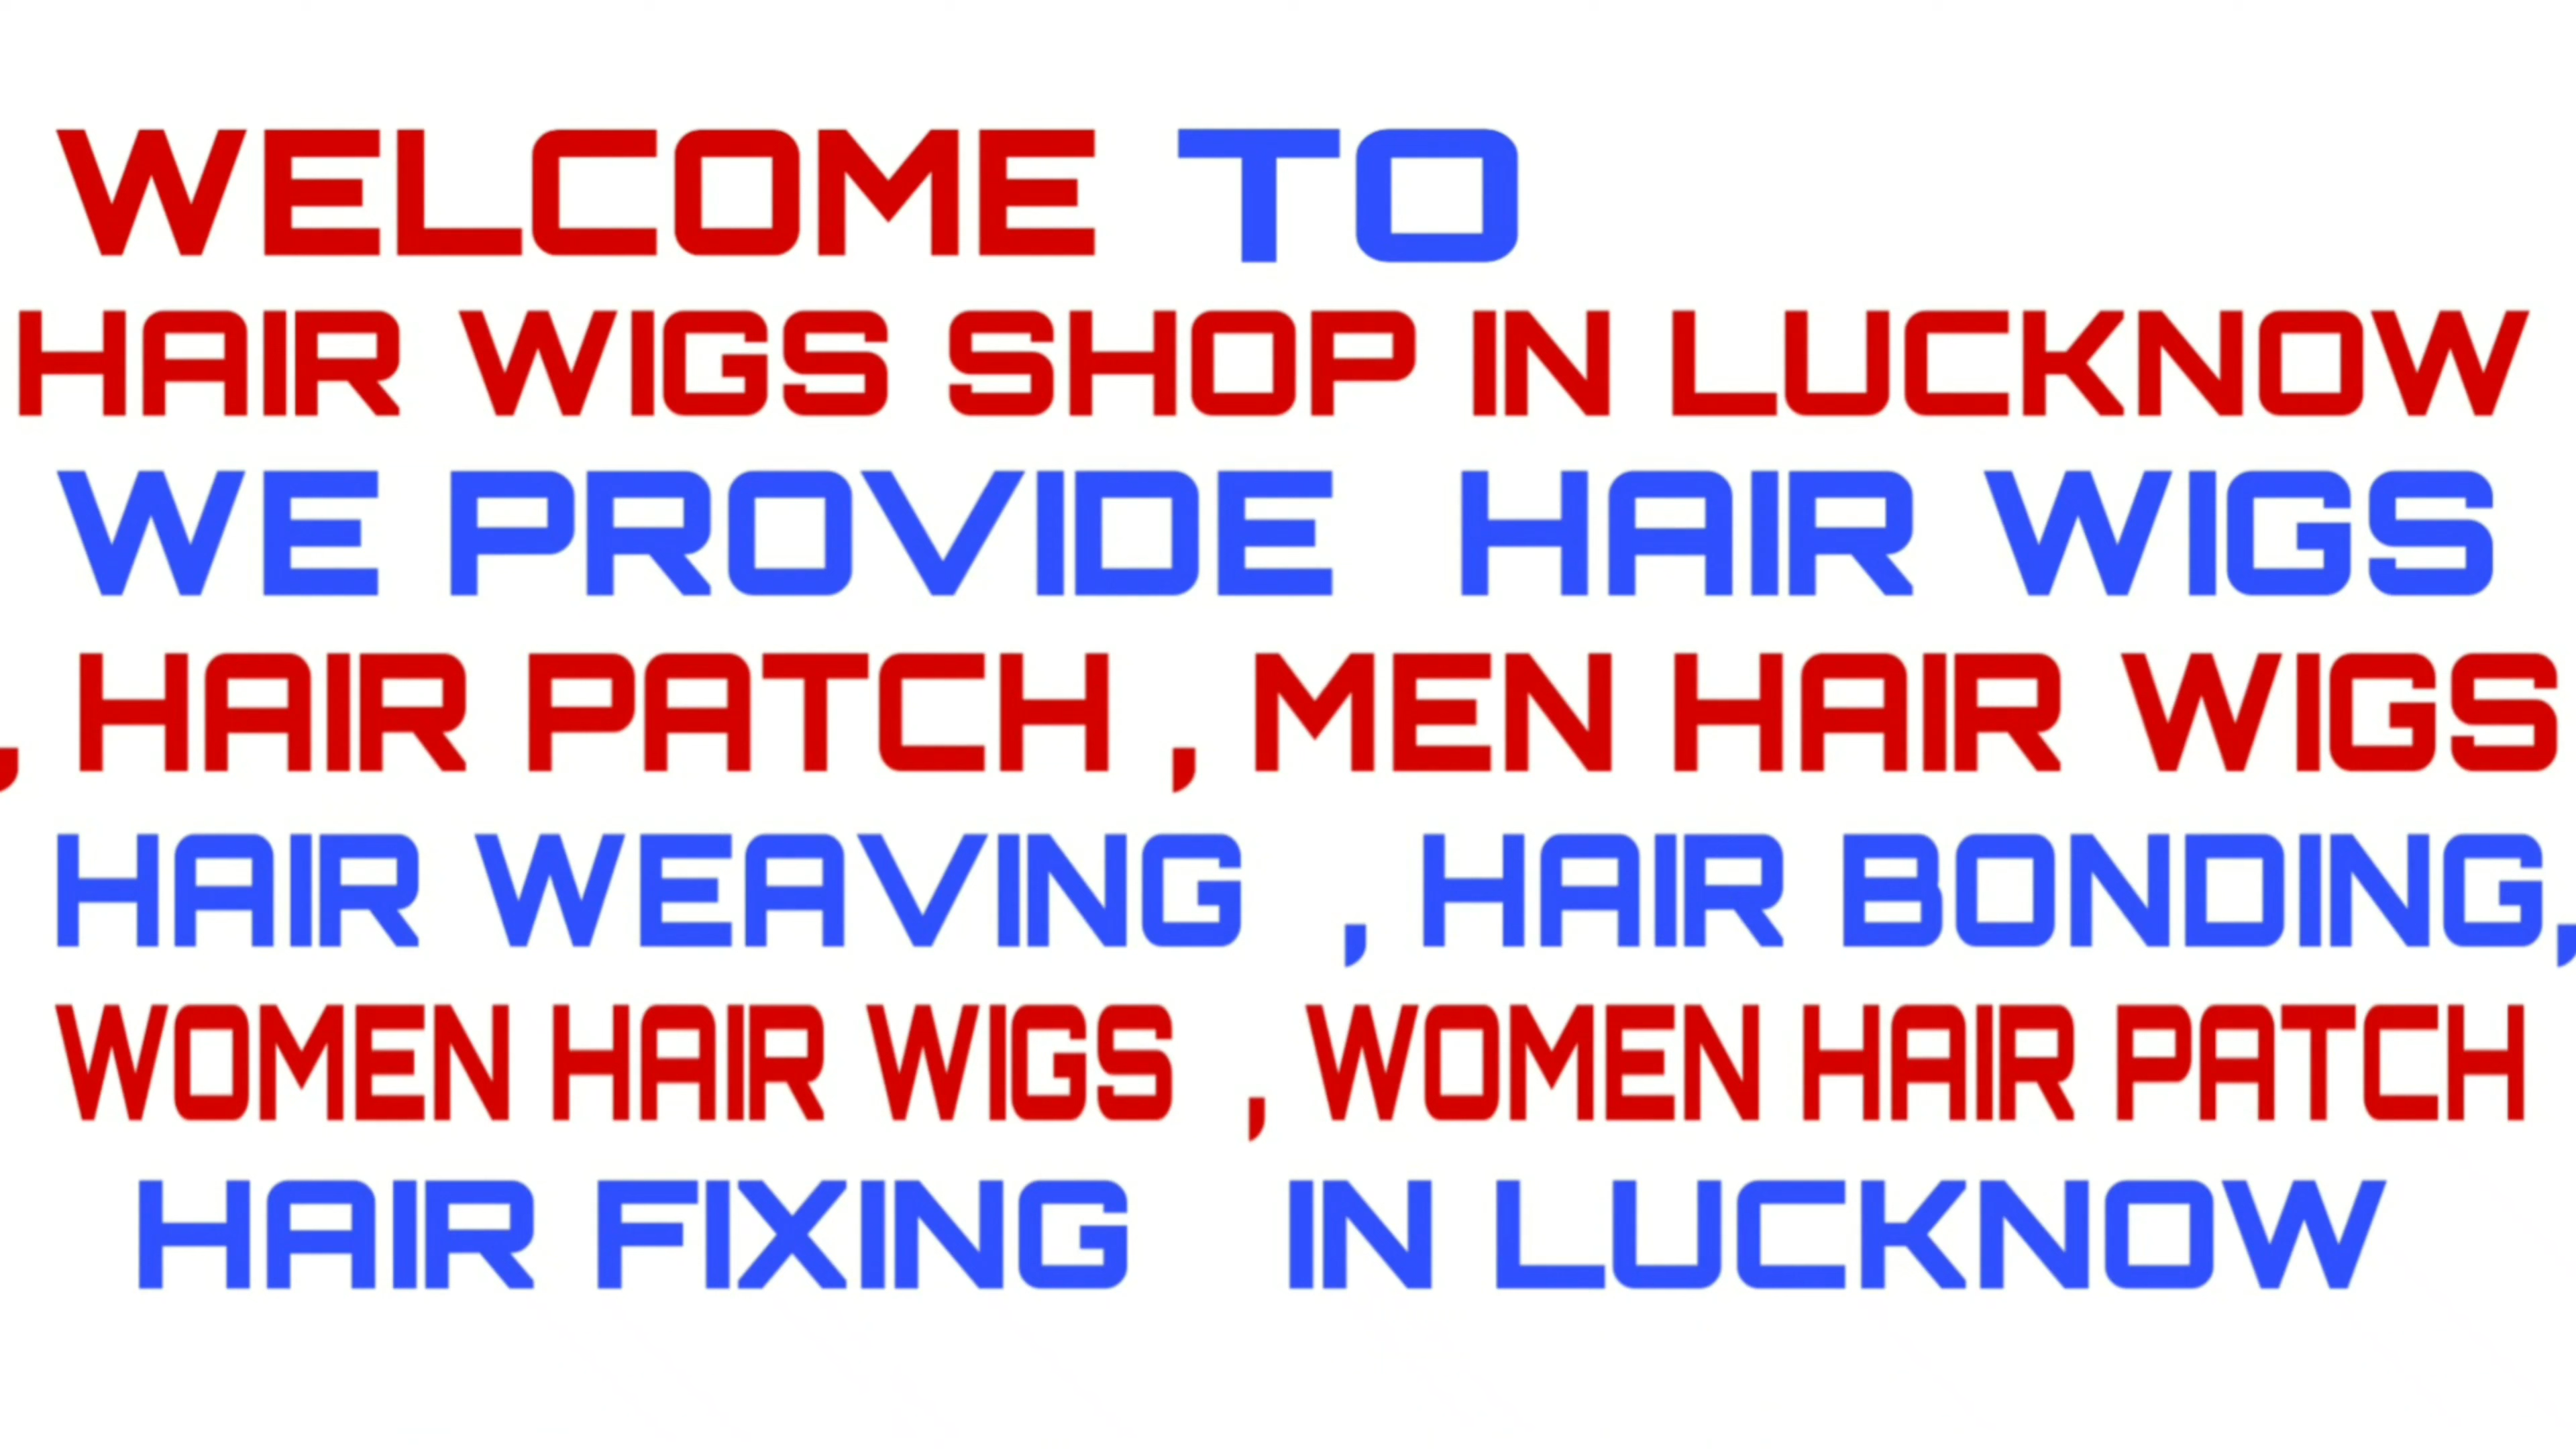 WELCOME TO
HAIR WIGS SHOP IN LUCKNOW
WE PROVIDE HAIR WIGS
, HAIR PATCH , MEN HAIR WIGS
HAIR WEAVING , HAIR BONDING,
WOMEN HAIR WIGS , WOMEN HAIR PATCH
HAIR FIXING IN LUCKNOW